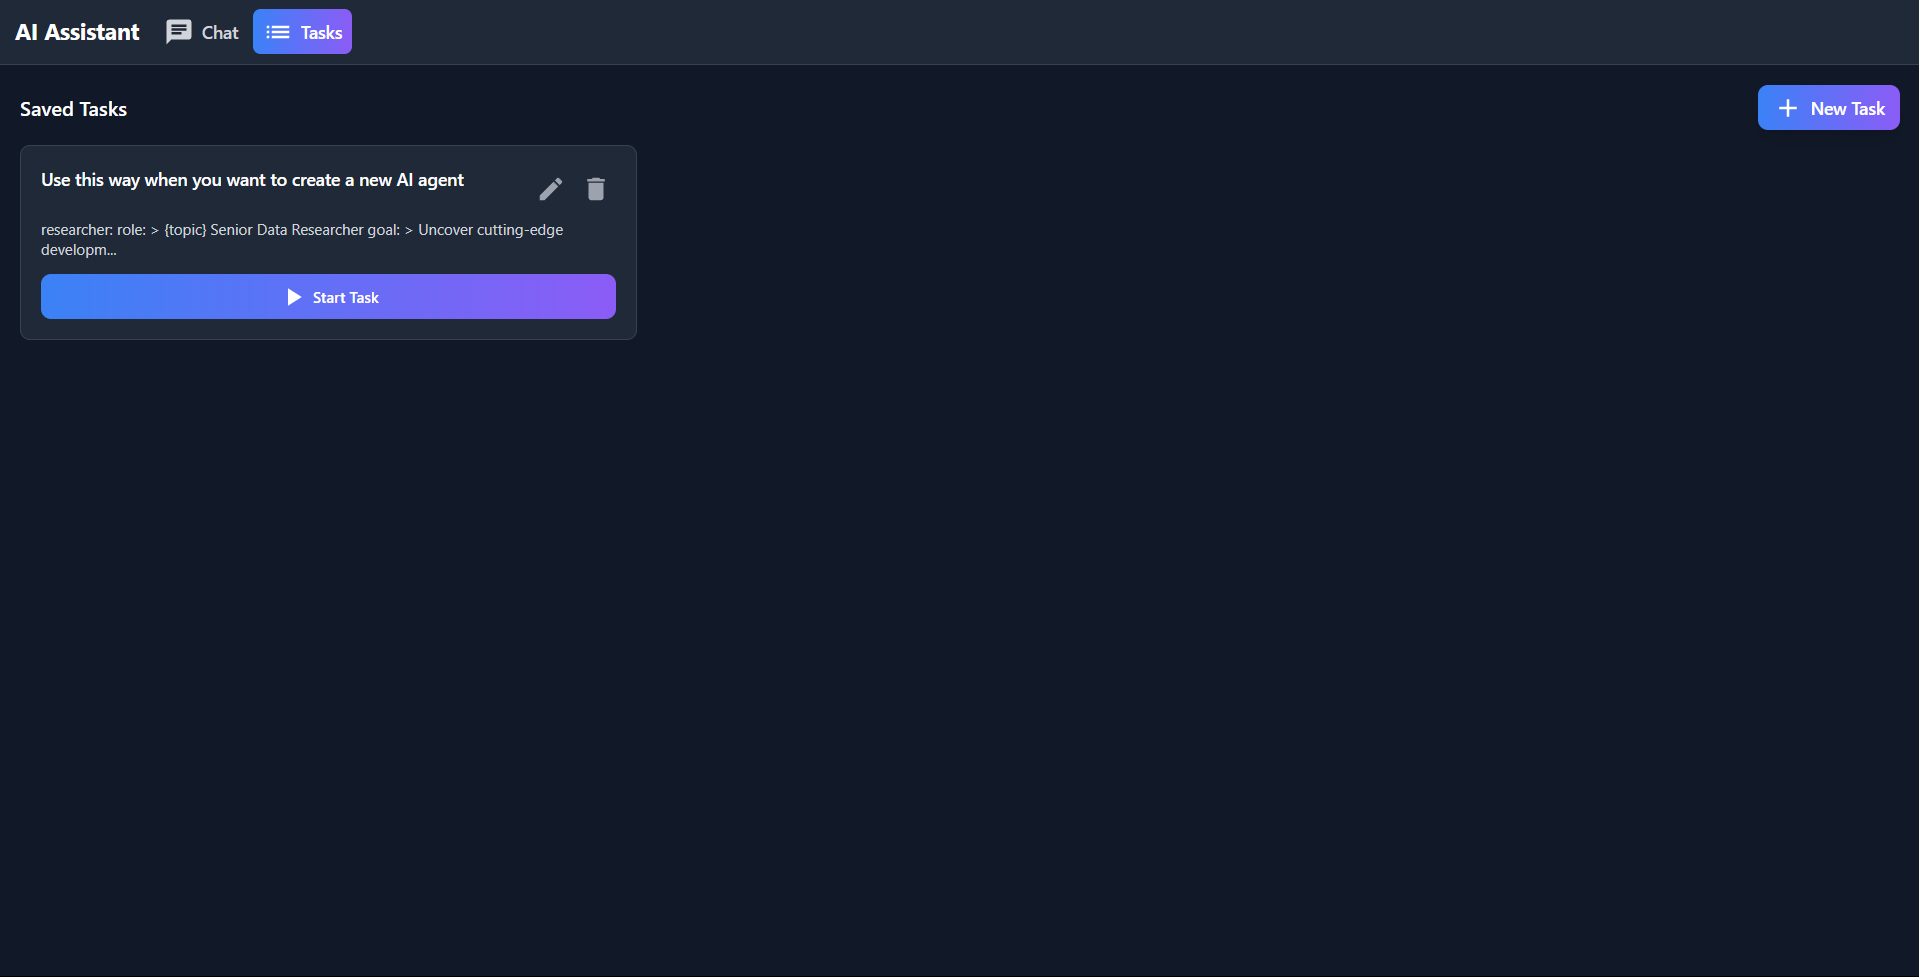 AI Assistant
Chat
Tasks
Saved Tasks
New Task
Use this way when you want to create a new AI agent
researcher: role: > {topic} Senior Data Researcher goal: > Uncover cutting-edge
developm...
Start Task